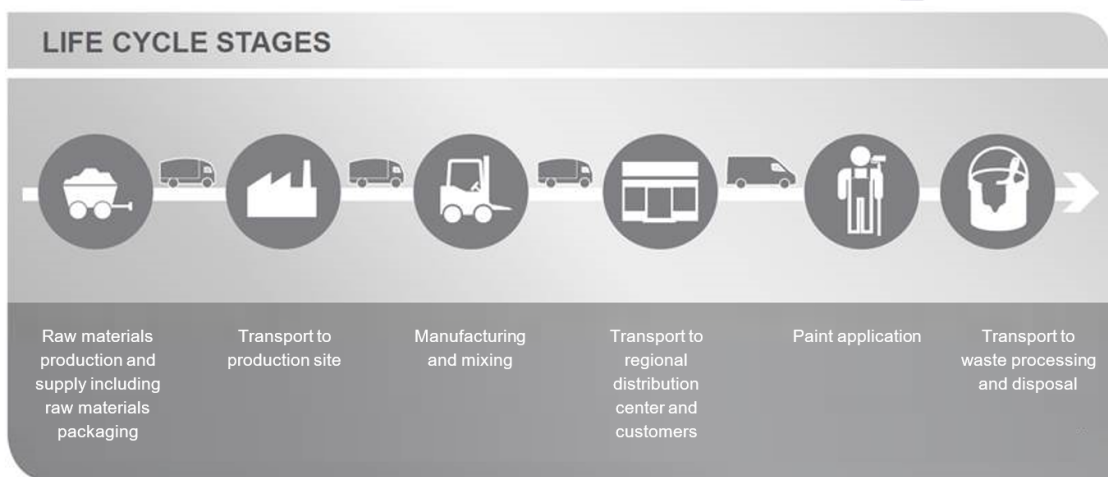 LIFE CYCLE STAGES
Raw materials
production and
supply including
raw materials
packaging
Transport to
production site
Manufacturing
and mixing
Transport to
regional
distribution
center and
customers
Paint application
Transport to
waste processing
and disposal